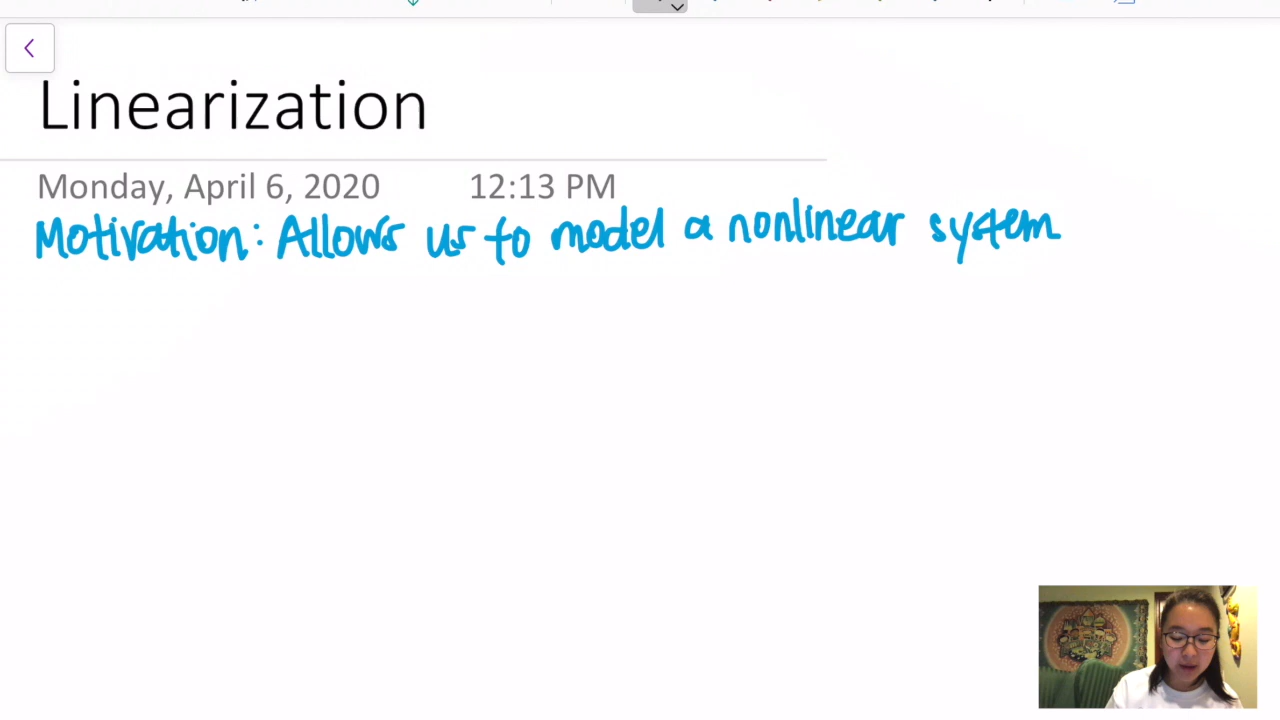 Linearization
Monday, April 6, 2020 12:13 PM
Motivation: Allows us to model a nonlinear system